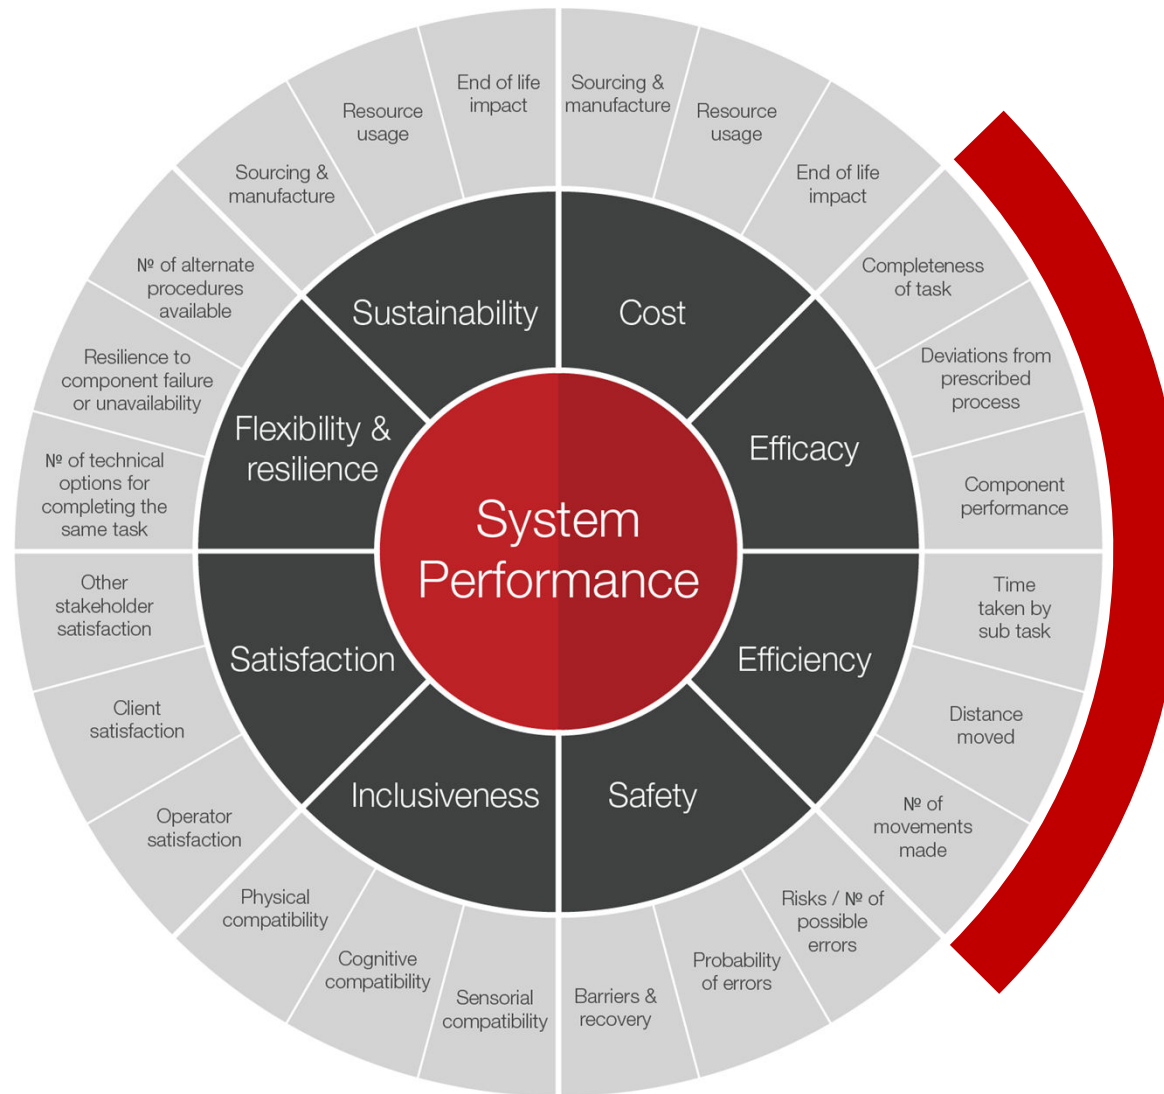 System
Performance
Cost
Sourcing &
manufacture
Resource
usage
End of life
impact
Efficacy
Completeness
of task
Deviations from
prescribed
process
Component
performance
Efficiency
Time
taken by
sub task
Distance
moved
№ of
movements
made
Safety
Risks / № of
possible
errors
Probability
of errors
Barriers &
recovery
Inclusiveness
Sensorial
compatibility
Cognitive
compatibility
Physical
compatibility
Satisfaction
Operator
satisfaction
Client
satisfaction
Other
stakeholder
satisfaction
Flexibility &
resilience
№ of technical
options for
completing the
same task
Resilience to
component failure
or unavailability
№ of alternate
procedures
available
Sustainability
Sourcing &
manufacture
Resource
usage
End of life
impact